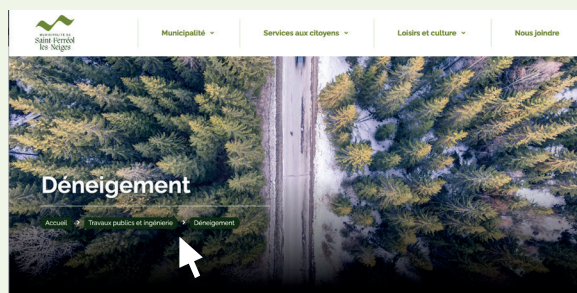 MUNICIPALITÉ DE
Saint-Ferréol
les-Neiges
Municipalité
Services aux citoyens
Loisirs et culture
Nous joindre
Déneigement
Accueil
Travaux publics et ingénierie
Déneigement